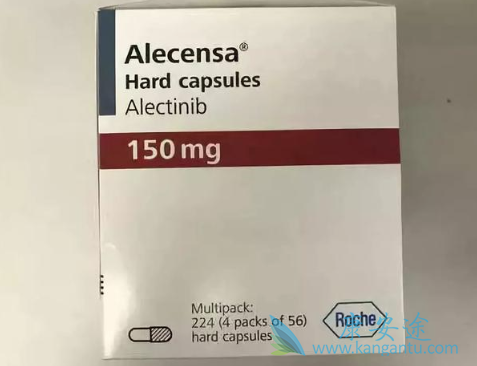 Alecensa®
Hard capsules
Alectinib
150 mg
Multipack:
224 (4 packs of 56)
hard capsules
Roche
康安途
www.kangantu.com